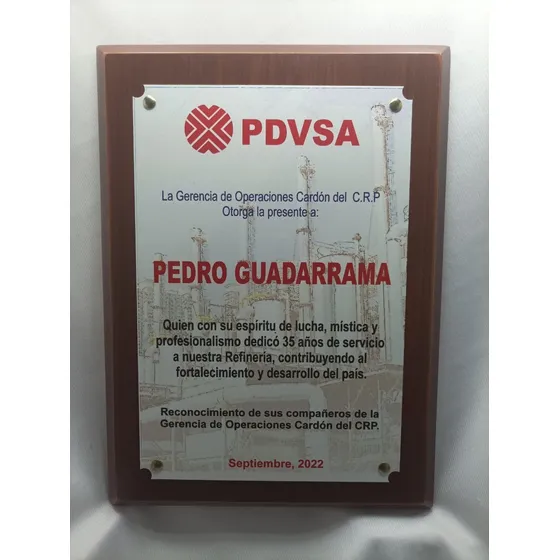 PDVSA
La Gerencia de Operaciones Cardón del C.R.P
Otorga la presente a:
PEDRO GUADARRAMA
Quien con su espíritu de lucha, mística y
profesionalismo dedicó 35 años de servicio
a nuestra Refinería, contribuyendo al
fortalecimiento y desarrollo del país.
Reconocimiento de sus compañeros de la
Gerencia de Operaciones Cardón del CRP.
Septiembre, 2022